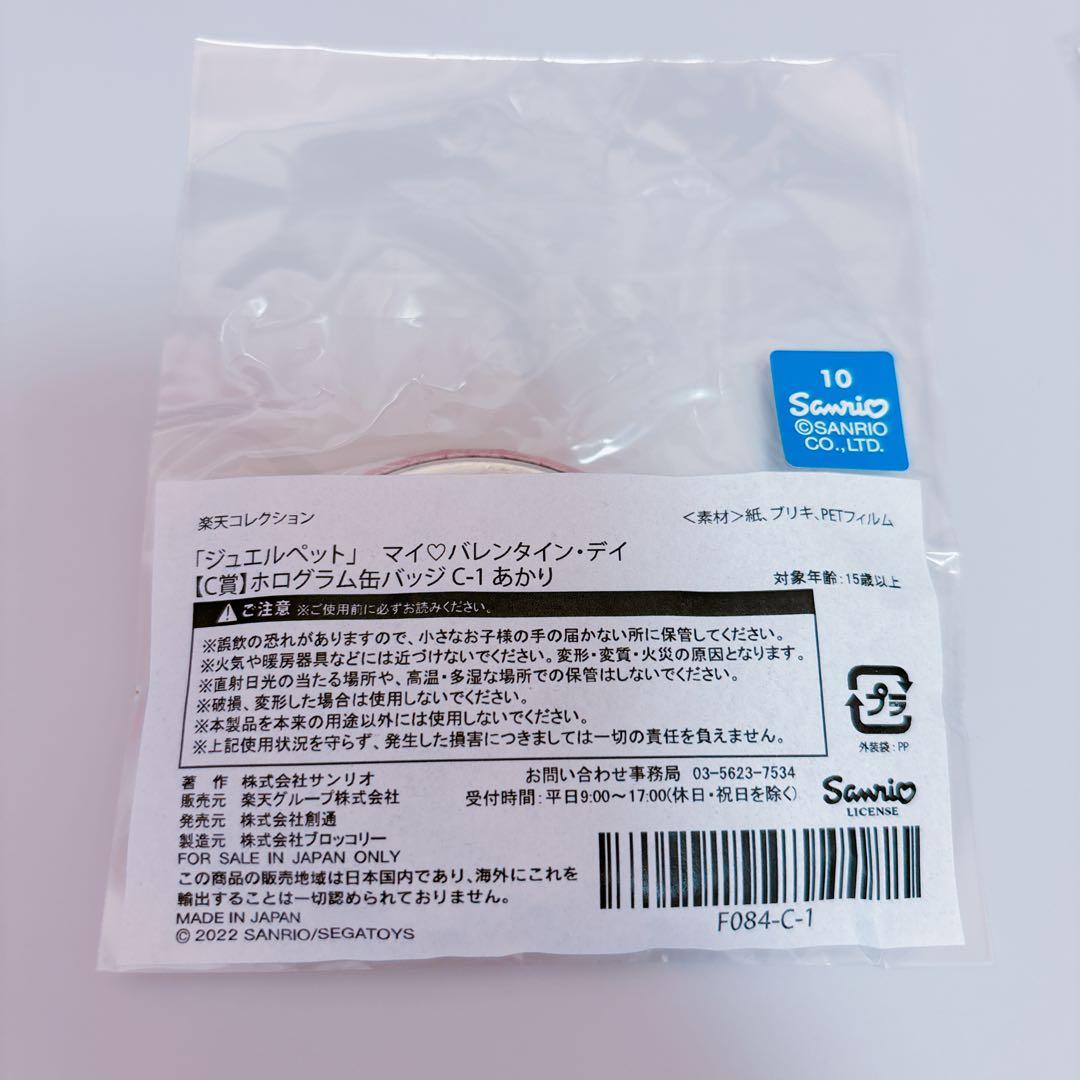 10
Sanrio
©SANRIO
CO.,LTD.
楽天コレクション
＜素材＞紙、ブリキ、PETフィルム
「ジュエルペット」 マイ♡バレンタイン・デイ
【C賞】ホログラム缶バッジ C-1 あかり
対象年齢：15歳以上
ご注意 ※ご使用前に必ずお読みください。
※誤飲の恐れがありますので、小さなお子様の手の届かない所に保管してください。
※火気や暖房器具などには近づけないでください。変形・変質・火災の原因となります。
※直射日光の当たる場所や、高温・多湿な場所での保管はしないでください。
※破損、変形した場合は使用しないでください。
※本製品を本来の用途以外には使用しないでください。
※上記使用状況を守らず、発生した損害につきましては一切の責任を負えません。
プラ
外装袋：PP
著 作 株式会社サンリオ
販売元 楽天グループ株式会社
発売元 株式会社創通
製造元 株式会社ブロッコリー
お問い合わせ事務局 03-5623-7534
受付時間：平日9:00～17:00(休日・祝日を除く)
Sanrio
LICENSE
FOR SALE IN JAPAN ONLY
この商品の販売地域は日本国内であり、海外にこれを
輸出することは一切認められておりません。
MADE IN JAPAN
© 2022 SANRIO/SEGATOYS
F084-C-1